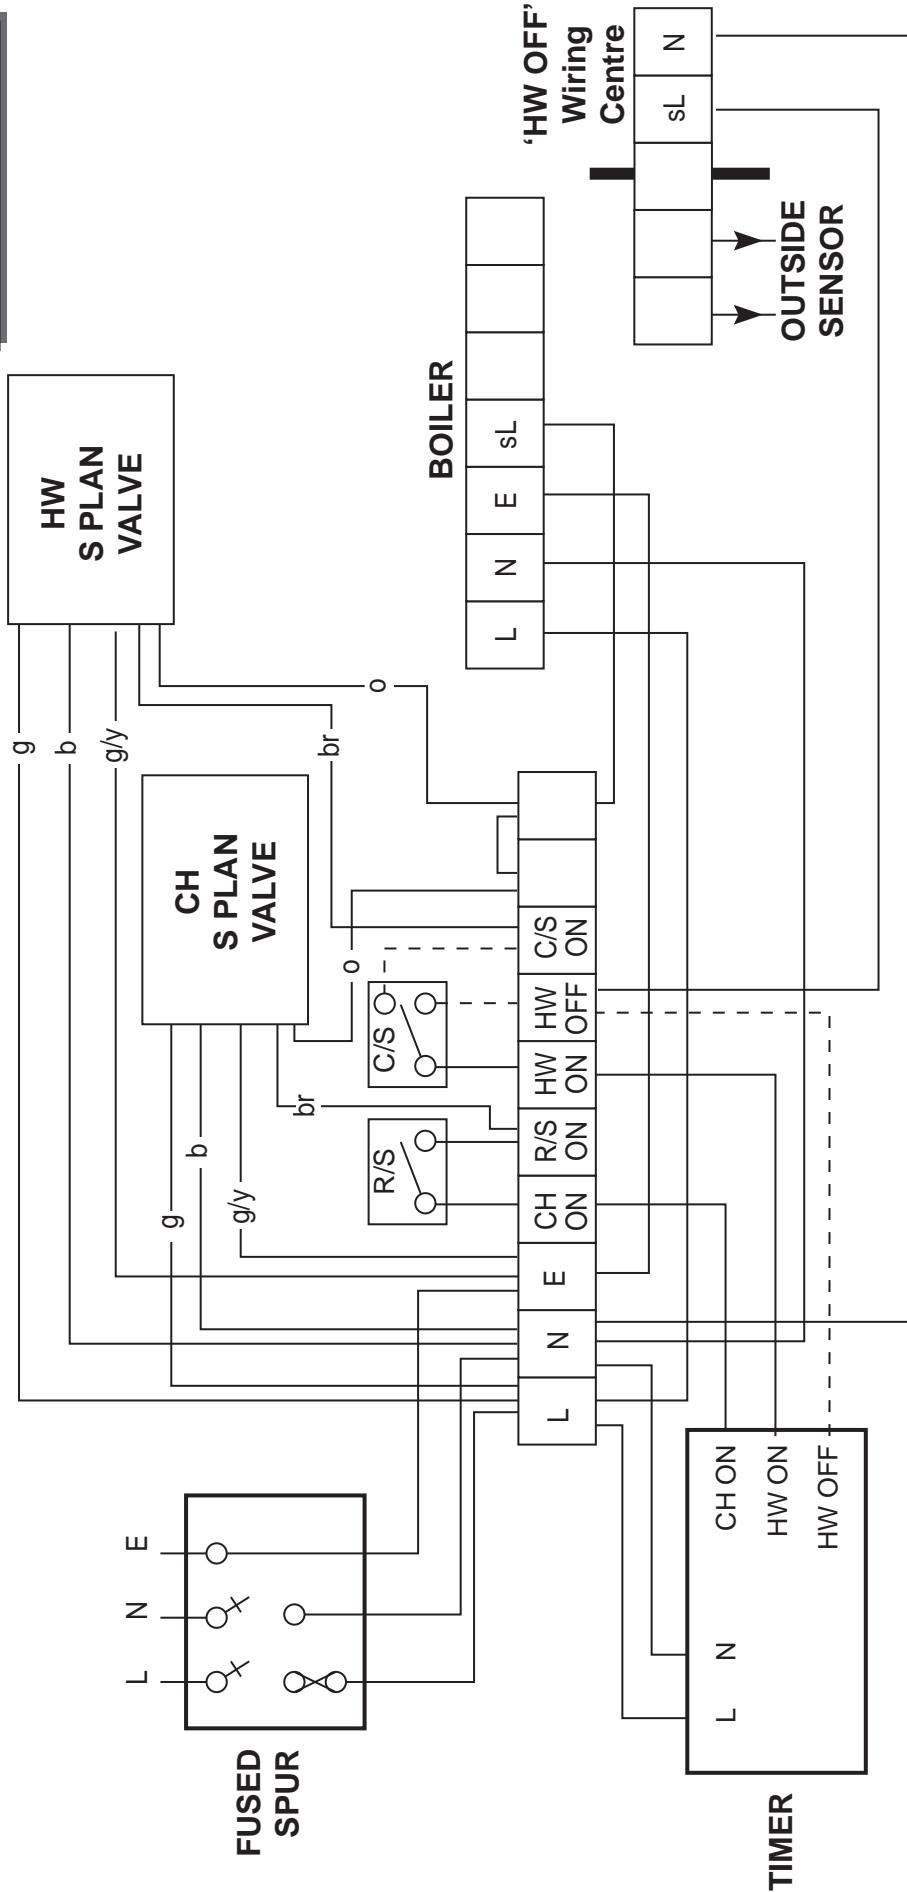 HW
S PLAN
VALVE
g
b
g/y
br
o
CH
S PLAN
VALVE
g
b
g/y
br
o
FUSED
SPUR
L
N
E
R/S
C/S
BOILER
L
N
E
sL
‘HW OFF’
Wiring
Centre
sL
N
OUTSIDE
SENSOR
L
N
E
CH
ON
R/S
ON
HW
ON
HW
OFF
C/S
ON
TIMER
L
N
CH ON
HW ON
HW OFF